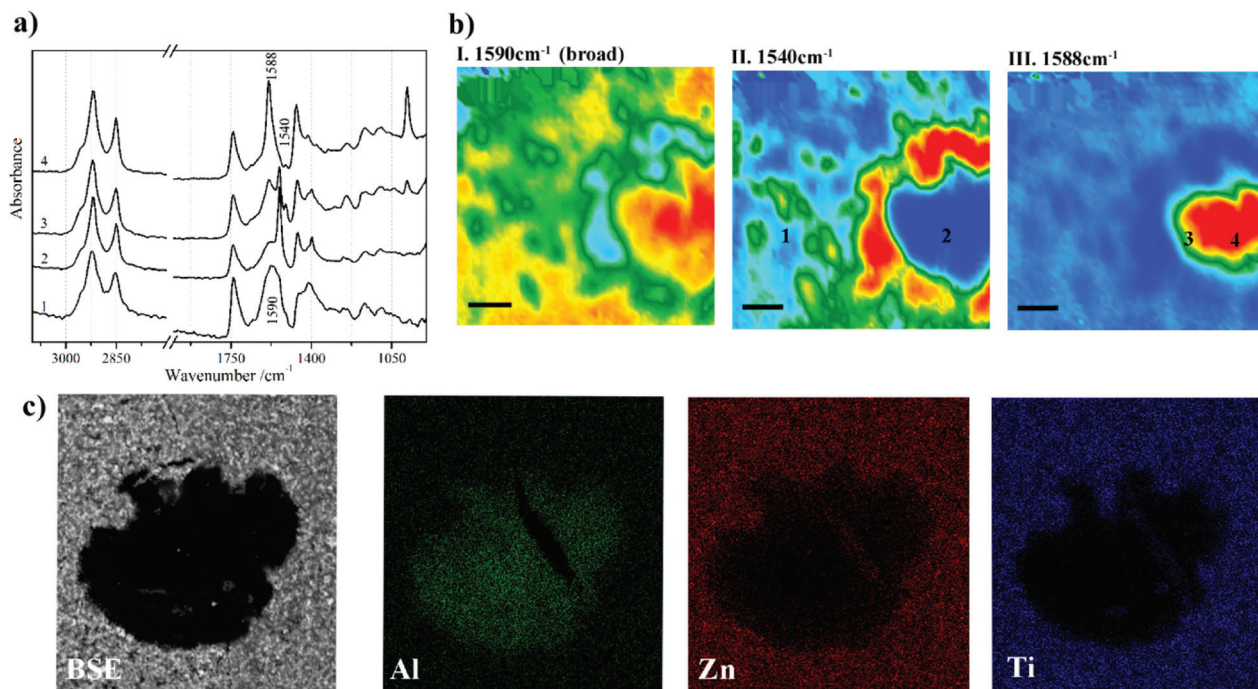 a)
1588
1540
4
3
2
1
1590
Absorbance
3000
2850
1750
1400
1050
Wavenumber /cm⁻¹
b)
I. 1590cm⁻¹ (broad)
II. 1540cm⁻¹
III. 1588cm⁻¹
1
2
3
4
c)
BSE
Al
Zn
Ti